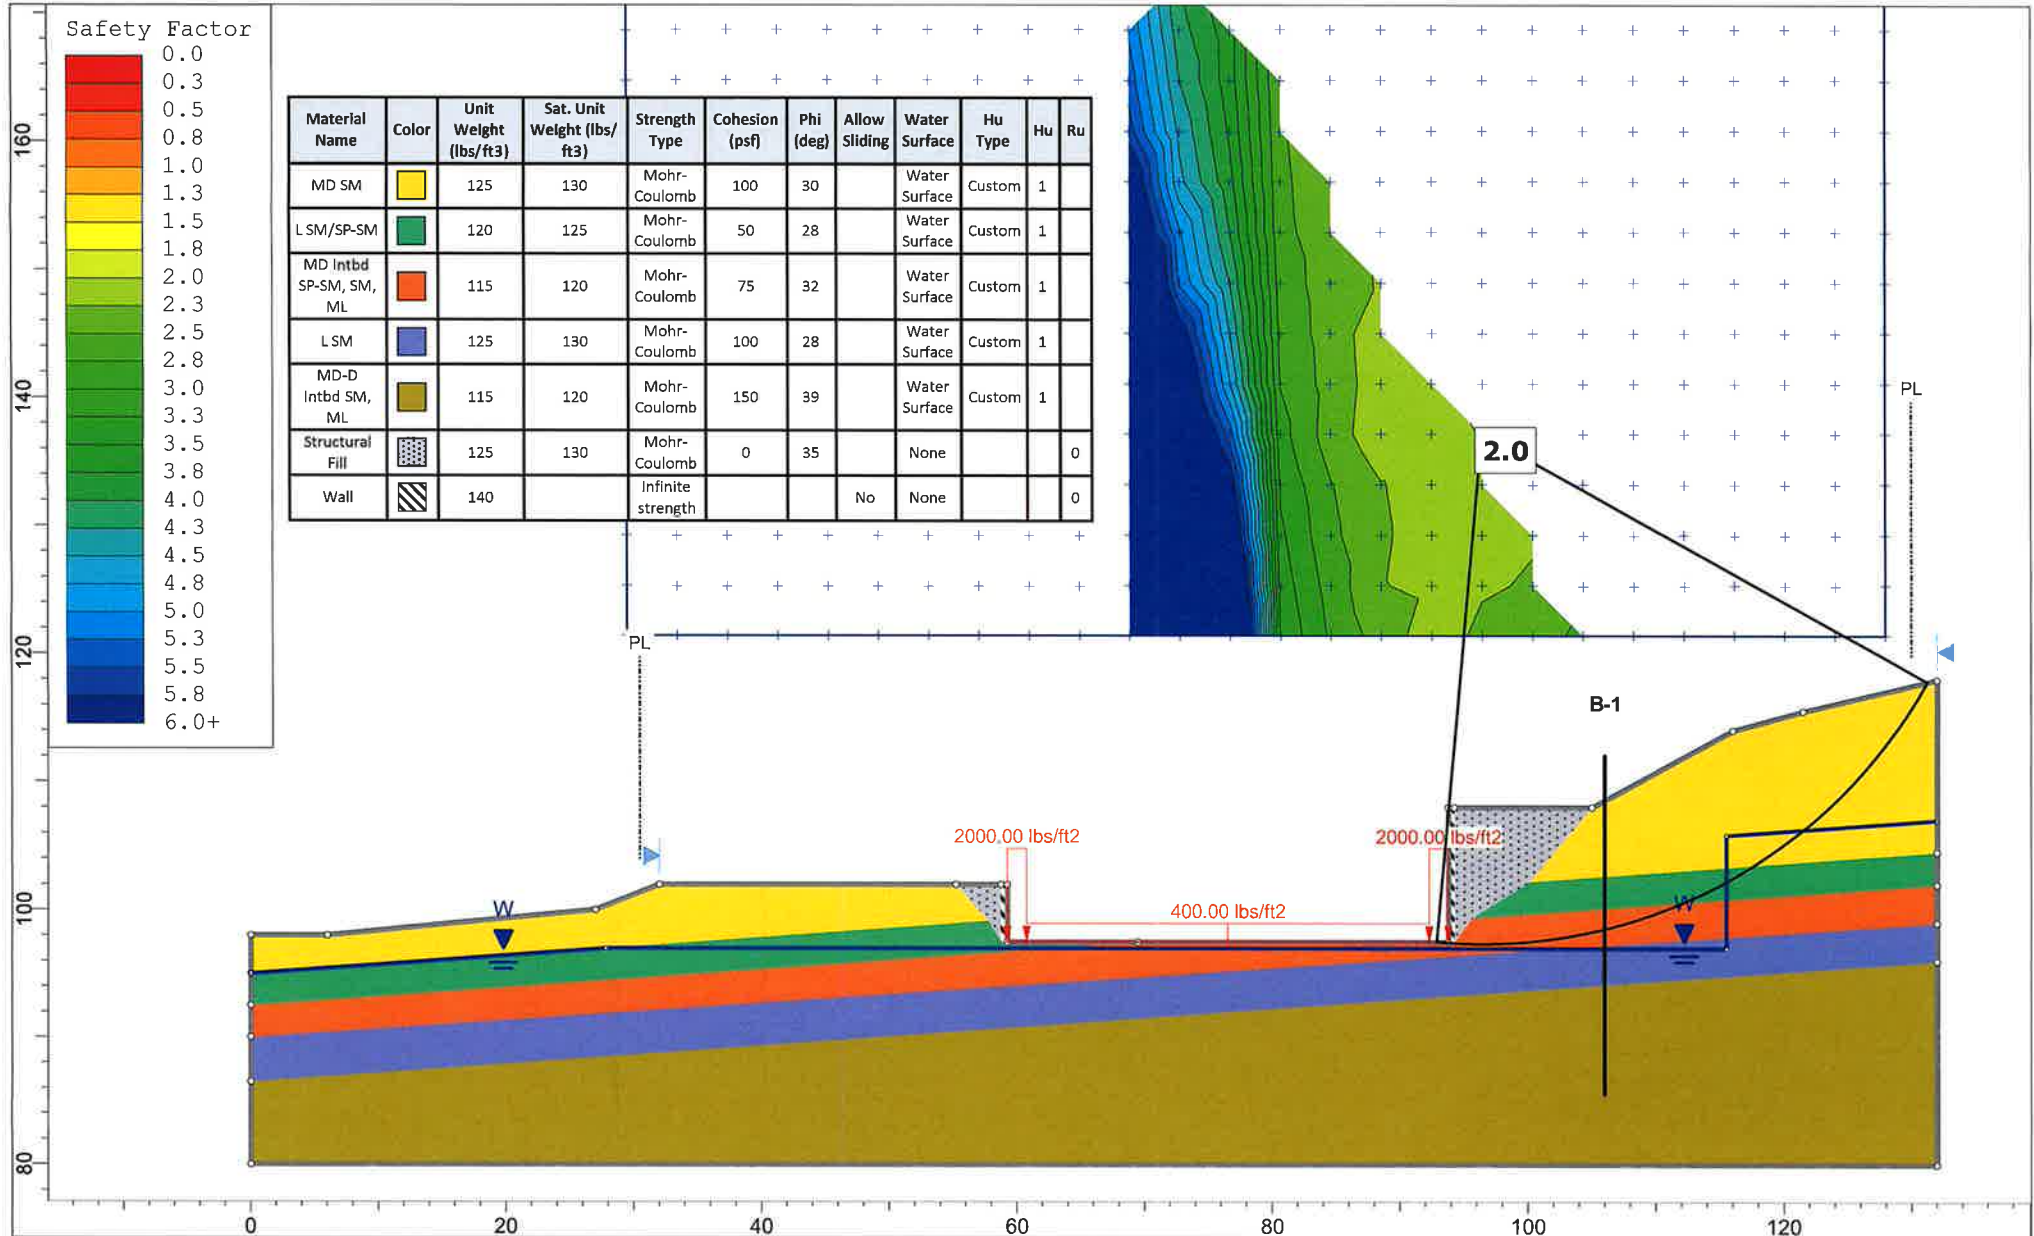 Safety Factor
0.0
0.3
0.5
0.8
1.0
1.3
1.5
1.8
2.0
2.3
2.5
2.8
3.0
3.3
3.5
3.8
4.0
4.3
4.5
4.8
5.0
5.3
5.5
5.8
6.0+
Material Name Color Unit Weight (lbs/ft3) Sat. Unit Weight (lbs/ft3) Strength Type Cohesion (psf) Phi (deg) Allow Sliding Water Surface Hu Type Hu Ru
MD SM 125 130 Mohr-Coulomb 100 30 Water Surface Custom 1
L SM/SP-SM 120 125 Mohr-Coulomb 50 28 Water Surface Custom 1
MD Intbd SP-SM, SM, ML 115 120 Mohr-Coulomb 75 32 Water Surface Custom 1
L SM 125 130 Mohr-Coulomb 100 28 Water Surface Custom 1
MD-D Intbd SM, ML 115 120 Mohr-Coulomb 150 39 Water Surface Custom 1
Structural Fill 125 130 Mohr-Coulomb 0 35 None 0
Wall 140 Infinite strength No None 0
PL
2.0
PL
B-1
2000.00 lbs/ft2
2000.00 lbs/ft2
400.00 lbs/ft2
W
W
160
140
120
100
80
0 20 40 60 80 100 120